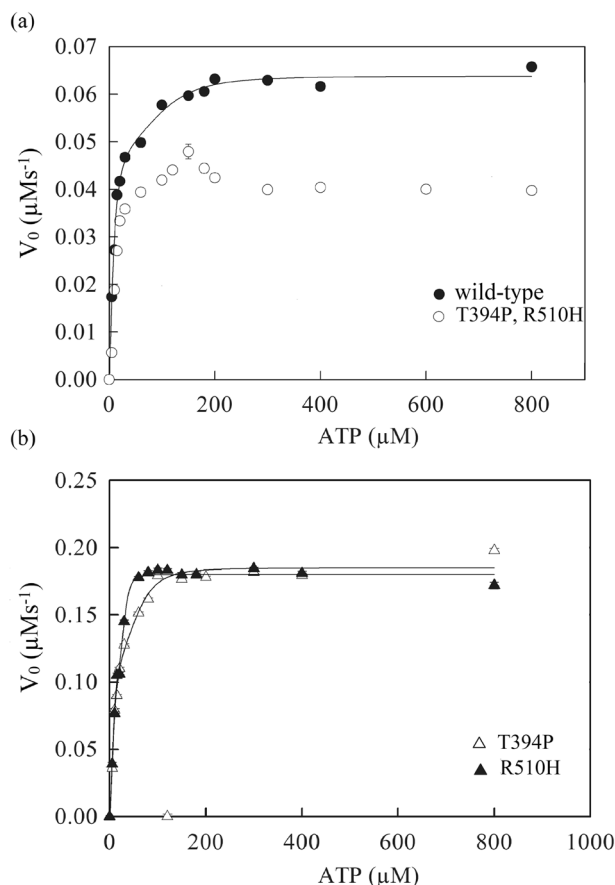 (a)
0.07
0.06
0.05
0.04
0.03
0.02
0.01
0.00
V₀ (μMs⁻¹)
wild-type
T394P, R510H
0 200 400 600 800
ATP (μM)
(b)
0.25
0.20
0.15
0.10
0.05
0.00
V₀ (μMs⁻¹)
T394P
R510H
0 200 400 600 800 1000
ATP (μM)